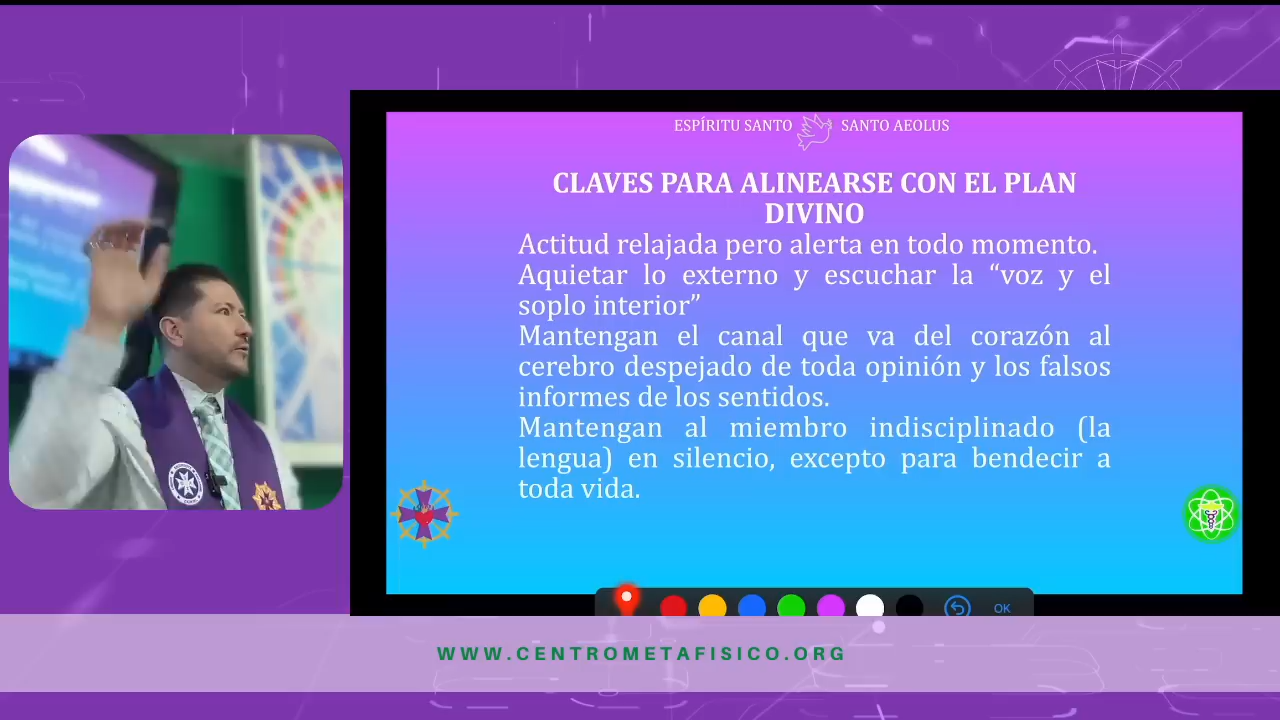 ESPÍRITU SANTO SANTO AEOLUS
CLAVES PARA ALINEARSE CON EL PLAN
DIVINO
Actitud relajada pero alerta en todo momento.
Aquietar lo externo y escuchar la “voz y el
soplo interior”
Mantengan el canal que va del corazón al
cerebro despejado de toda opinión y los falsos
informes de los sentidos.
Mantengan al miembro indisciplinado (la
lengua) en silencio, excepto para bendecir a
toda vida.
OK
WWW.CENTROMETAFISICO.ORG